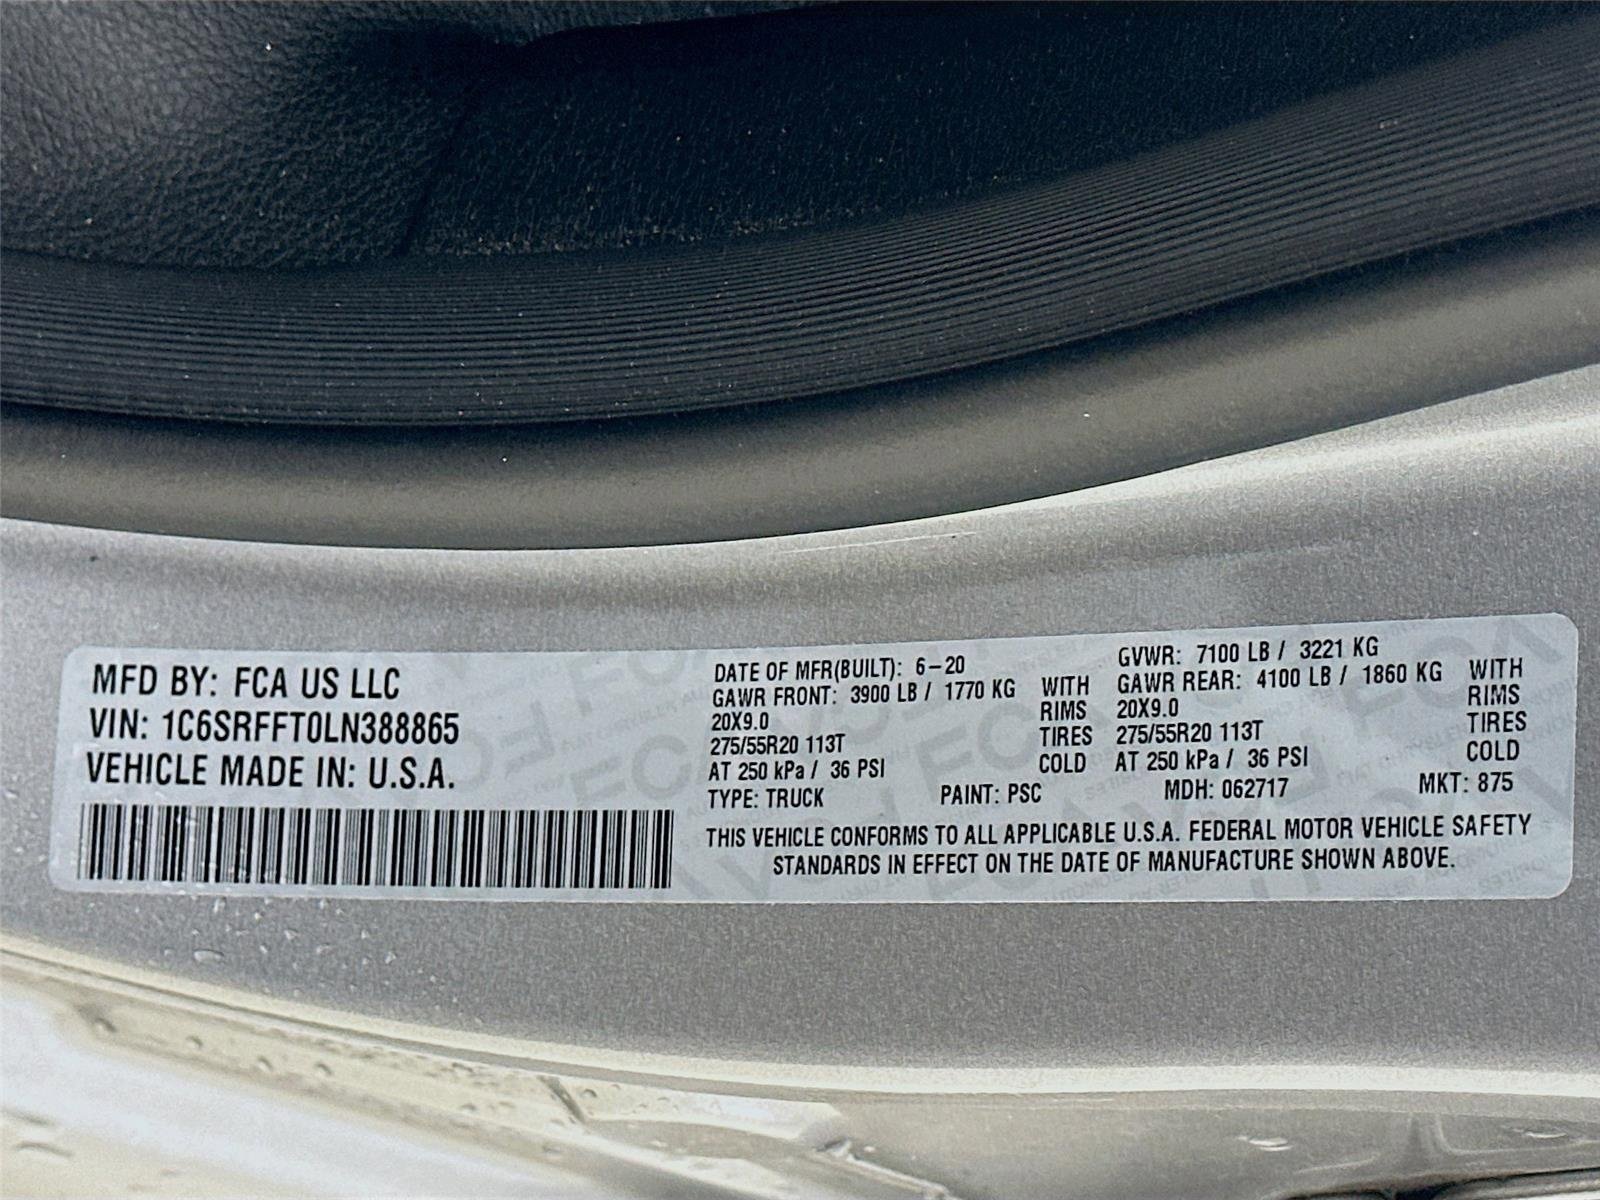 MFD BY: FCA US LLC
VIN: 1C6SRFFT0LN388865
VEHICLE MADE IN: U.S.A.
DATE OF MFR(BUILT): 6-20
GAWR FRONT: 3900 LB / 1770 KG WITH
20X9.0 RIMS
275/55R20 113T TIRES
AT 250 kPa / 36 PSI COLD
GVWR: 7100 LB / 3221 KG
GAWR REAR: 4100 LB / 1860 KG WITH
20X9.0 RIMS
275/55R20 113T TIRES
AT 250 kPa / 36 PSI COLD
TYPE: TRUCK PAINT: PSC MDH: 062717 MKT: 875
THIS VEHICLE CONFORMS TO ALL APPLICABLE U.S.A. FEDERAL MOTOR VEHICLE SAFETY
STANDARDS IN EFFECT ON THE DATE OF MANUFACTURE SHOWN ABOVE.